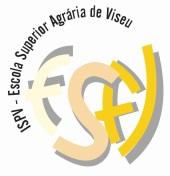 ISPV - Escola Superior Agrária de Viseu
ESAV